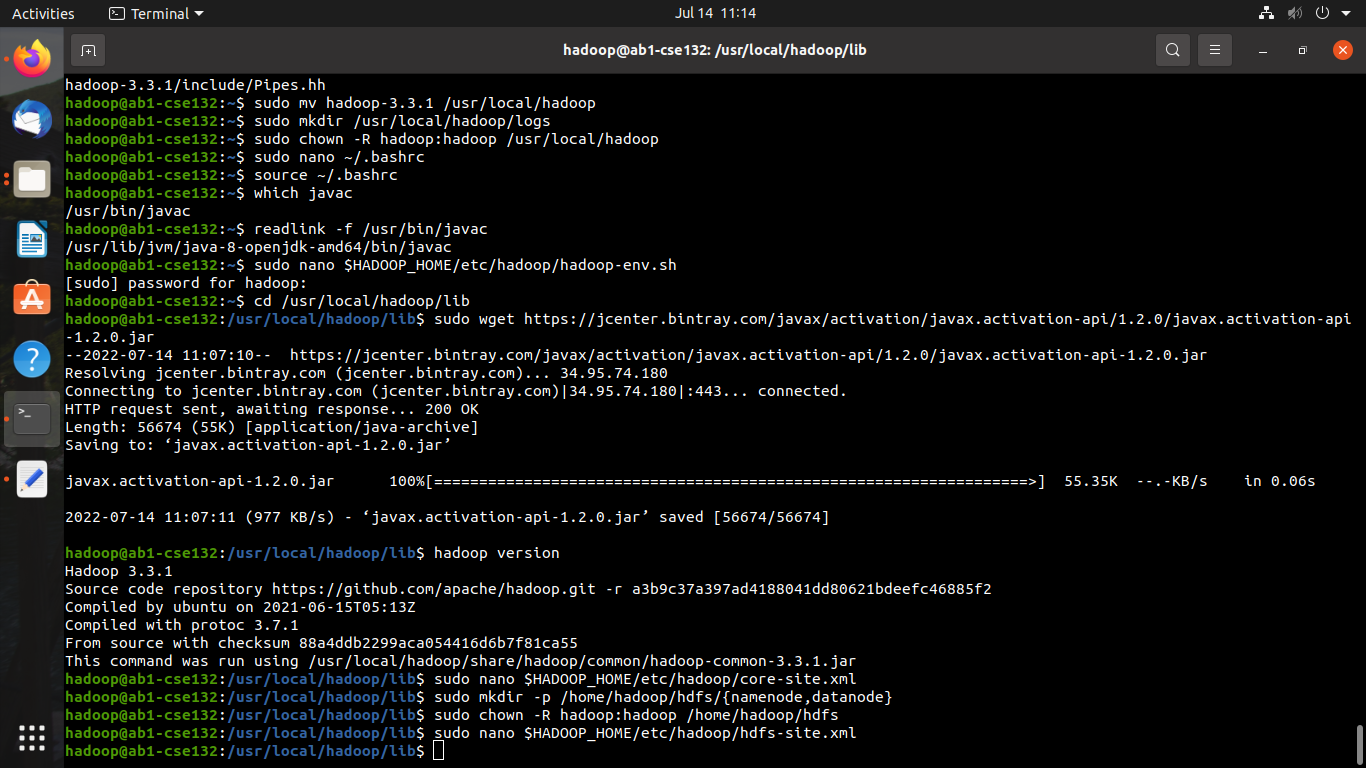 Activities
Terminal
Jul 14 11:14
hadoop@ab1-cse132: /usr/local/hadoop/lib
hadoop-3.3.1/include/Pipes.hh
hadoop@ab1-cse132:~$ sudo mv hadoop-3.3.1 /usr/local/hadoop
hadoop@ab1-cse132:~$ sudo mkdir /usr/local/hadoop/logs
hadoop@ab1-cse132:~$ sudo chown -R hadoop:hadoop /usr/local/hadoop
hadoop@ab1-cse132:~$ sudo nano ~/.bashrc
hadoop@ab1-cse132:~$ source ~/.bashrc
hadoop@ab1-cse132:~$ which javac
/usr/bin/javac
hadoop@ab1-cse132:~$ readlink -f /usr/bin/javac
/usr/lib/jvm/java-8-openjdk-amd64/bin/javac
hadoop@ab1-cse132:~$ sudo nano $HADOOP_HOME/etc/hadoop/hadoop-env.sh
[sudo] password for hadoop:
hadoop@ab1-cse132:~$ cd /usr/local/hadoop/lib
hadoop@ab1-cse132:/usr/local/hadoop/lib$ sudo wget https://jcenter.bintray.com/javax/activation/javax.activation-api/1.2.0/javax.activation-api
-1.2.0.jar
--2022-07-14 11:07:10--  https://jcenter.bintray.com/javax/activation/javax.activation-api/1.2.0/javax.activation-api-1.2.0.jar
Resolving jcenter.bintray.com (jcenter.bintray.com)... 34.95.74.180
Connecting to jcenter.bintray.com (jcenter.bintray.com)|34.95.74.180|:443... connected.
HTTP request sent, awaiting response... 200 OK
Length: 56674 (55K) [application/java-archive]
Saving to: ‘javax.activation-api-1.2.0.jar’
javax.activation-api-1.2.0.jar      100%[==================================================================>]  55.35K  --.-KB/s    in 0.06s
2022-07-14 11:07:11 (977 KB/s) - ‘javax.activation-api-1.2.0.jar’ saved [56674/56674]
hadoop@ab1-cse132:/usr/local/hadoop/lib$ hadoop version
Hadoop 3.3.1
Source code repository https://github.com/apache/hadoop.git -r a3b9c37a397ad4188041dd80621bdeefc46885f2
Compiled by ubuntu on 2021-06-15T05:13Z
Compiled with protoc 3.7.1
From source with checksum 88a4ddb2299aca054416d6b7f81ca55
This command was run using /usr/local/hadoop/share/hadoop/common/hadoop-common-3.3.1.jar
hadoop@ab1-cse132:/usr/local/hadoop/lib$ sudo nano $HADOOP_HOME/etc/hadoop/core-site.xml
hadoop@ab1-cse132:/usr/local/hadoop/lib$ sudo mkdir -p /home/hadoop/hdfs/{namenode,datanode}
hadoop@ab1-cse132:/usr/local/hadoop/lib$ sudo chown -R hadoop:hadoop /home/hadoop/hdfs
hadoop@ab1-cse132:/usr/local/hadoop/lib$ sudo nano $HADOOP_HOME/etc/hadoop/hdfs-site.xml
hadoop@ab1-cse132:/usr/local/hadoop/lib$